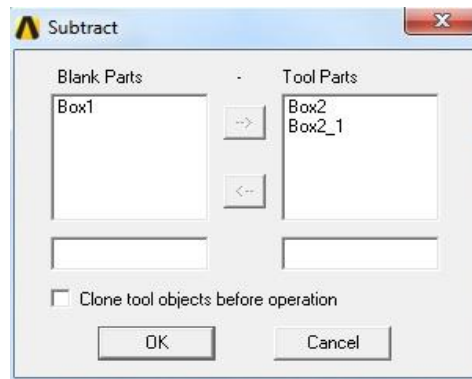 Subtract
Blank Parts - Tool Parts
Box1
Box2
Box2_1
-->
<--
Clone tool objects before operation
OK Cancel